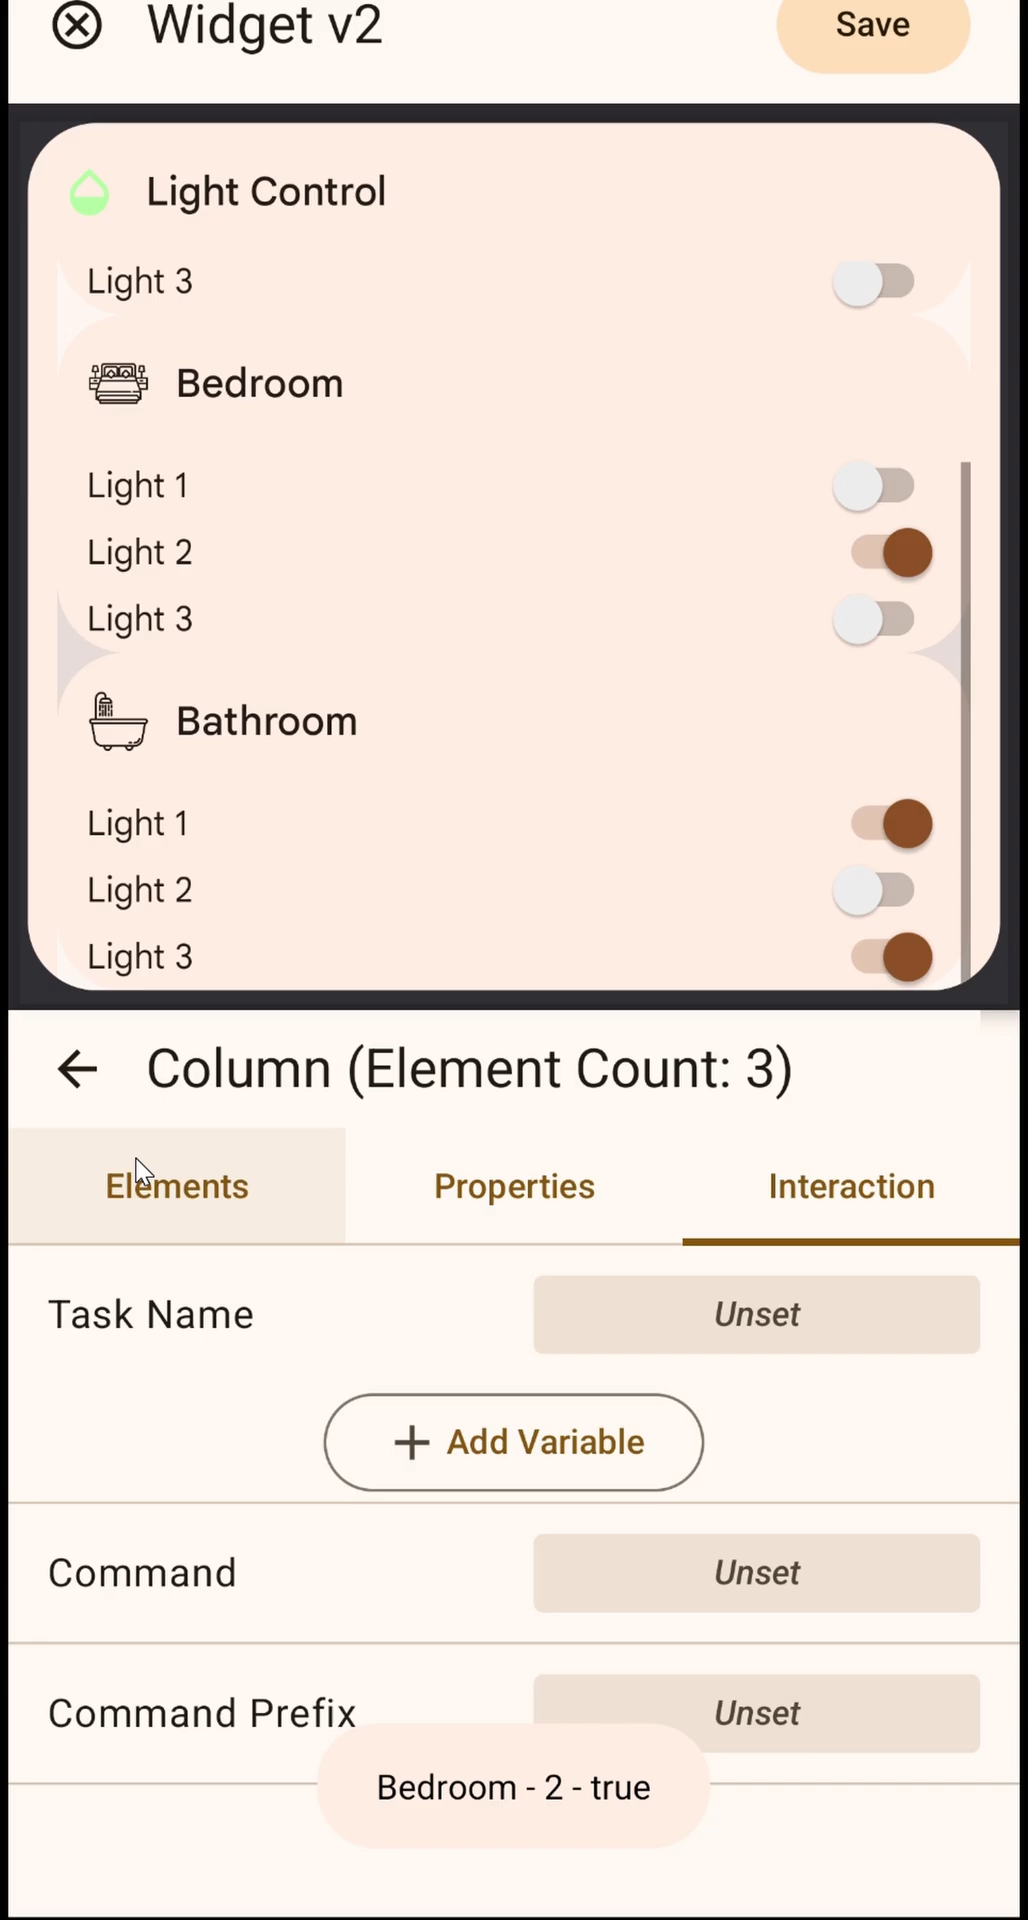 Widget v2
Save
Light Control
Light 3
Bedroom
Light 1
Light 2
Light 3
Bathroom
Light 1
Light 2
Light 3
Column (Element Count: 3)
Elements
Properties
Interaction
Task Name
Unset
Add Variable
Command
Unset
Command Prefix
Unset
Bedroom - 2 - true